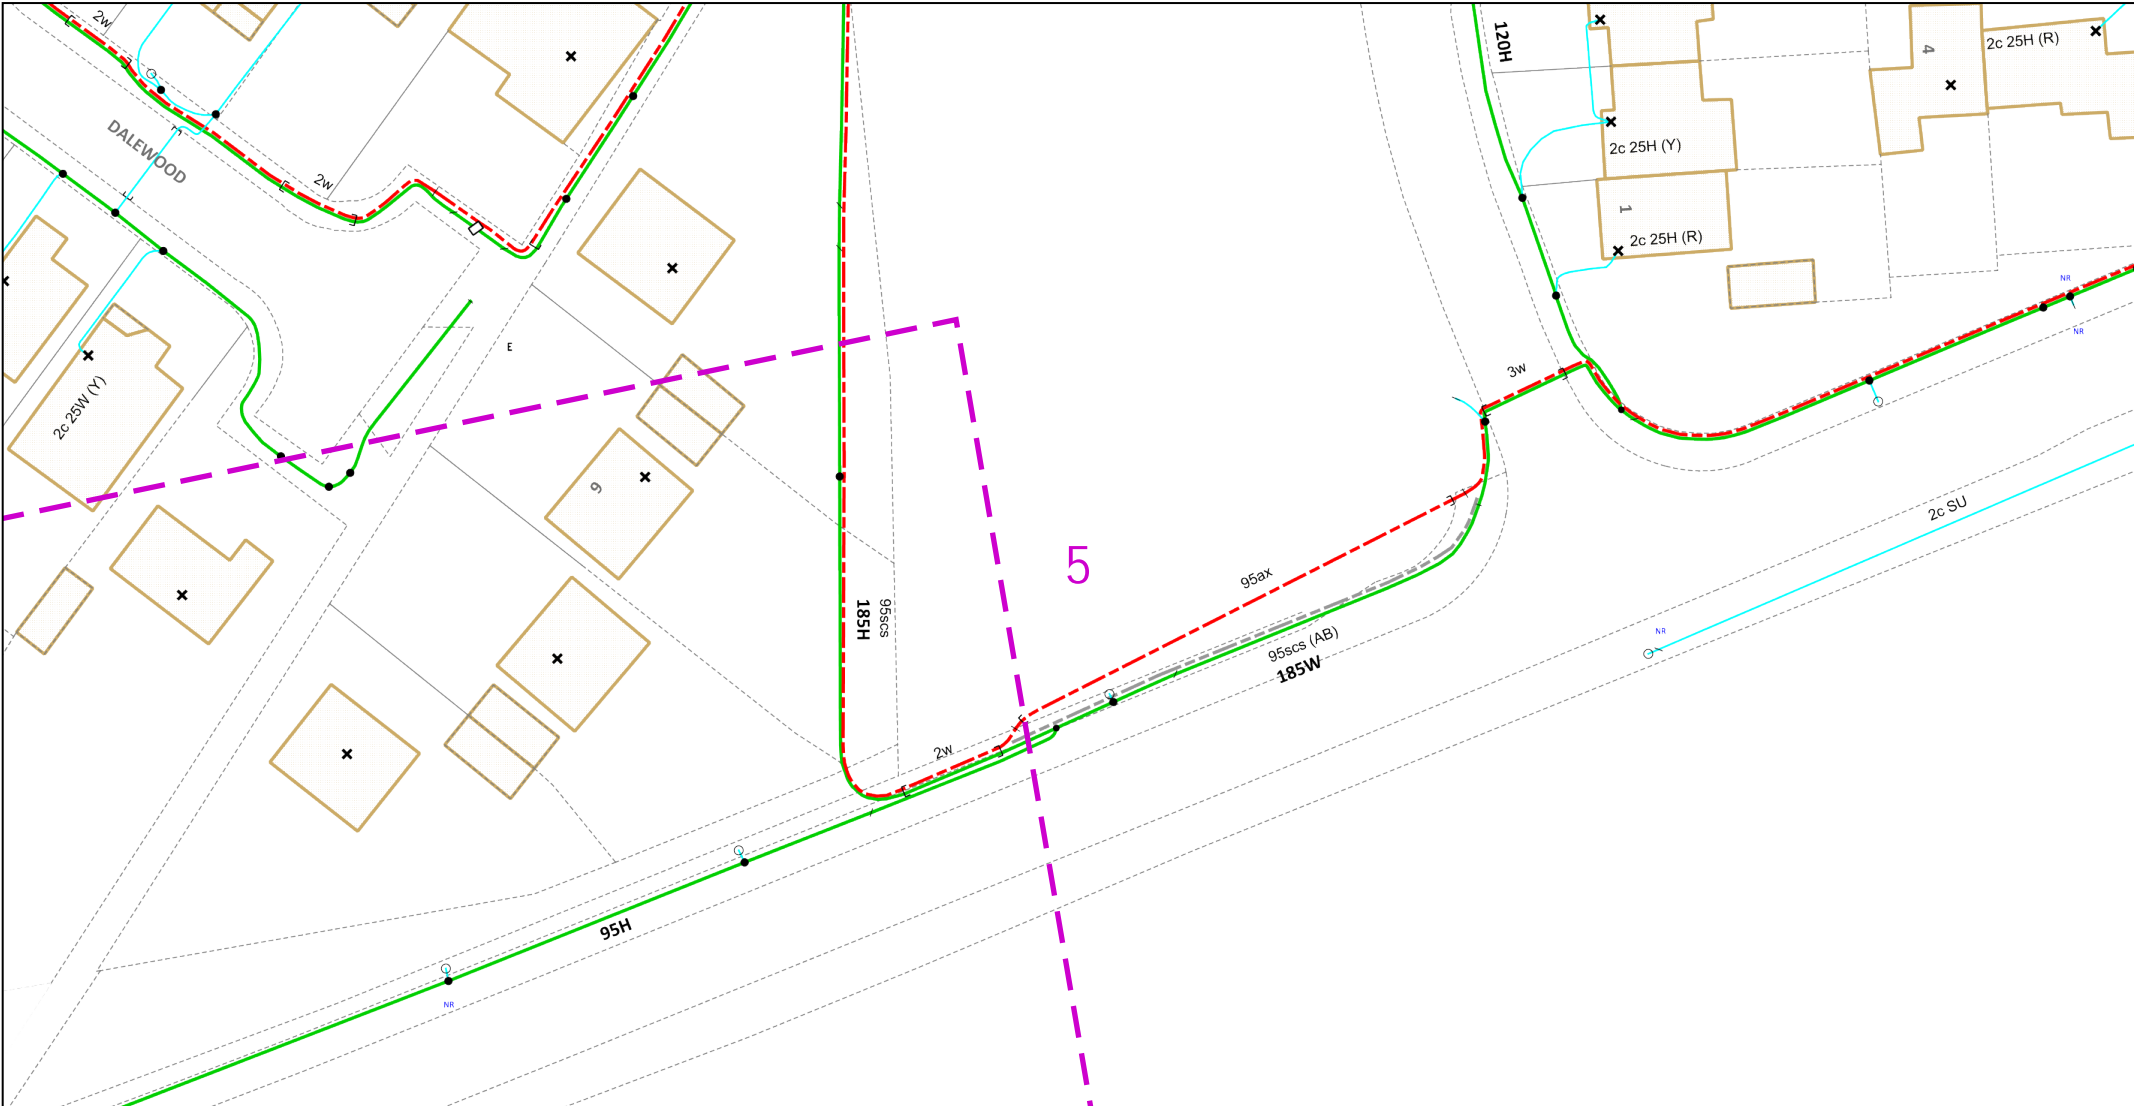 2w
120H
4
2c 25H (R)
DALEWOOD
2w
2c 25H (Y)
1
2c 25H (R)
NR
NR
E
3w
2c 25W (Y)
9
5
2c SU
95ax
185H
95scs
NR
95scs (AB)
185W
2w
95H
NR